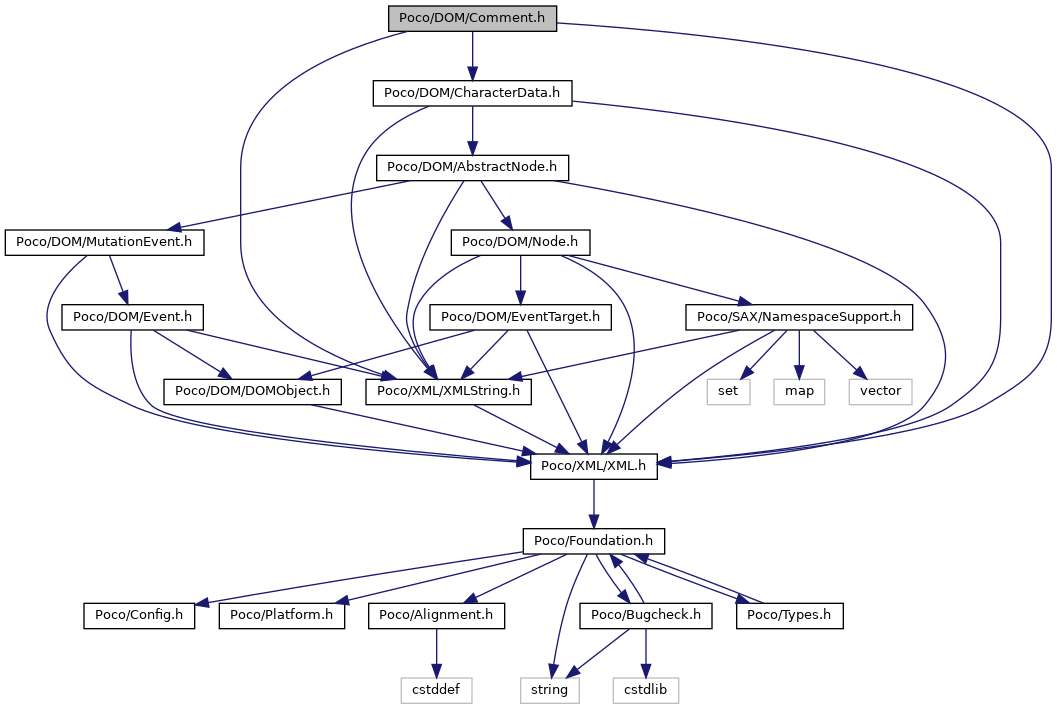 Poco/DOM/Comment.h
Poco/DOM/CharacterData.h
Poco/DOM/AbstractNode.h
Poco/DOM/MutationEvent.h
Poco/DOM/Node.h
Poco/DOM/Event.h
Poco/DOM/EventTarget.h
Poco/SAX/NamespaceSupport.h
Poco/DOM/DOMObject.h
Poco/XML/XMLString.h
set
map
vector
Poco/XML/XML.h
Poco/Foundation.h
Poco/Config.h
Poco/Platform.h
Poco/Alignment.h
Poco/Bugcheck.h
Poco/Types.h
cstddef
string
cstdlib